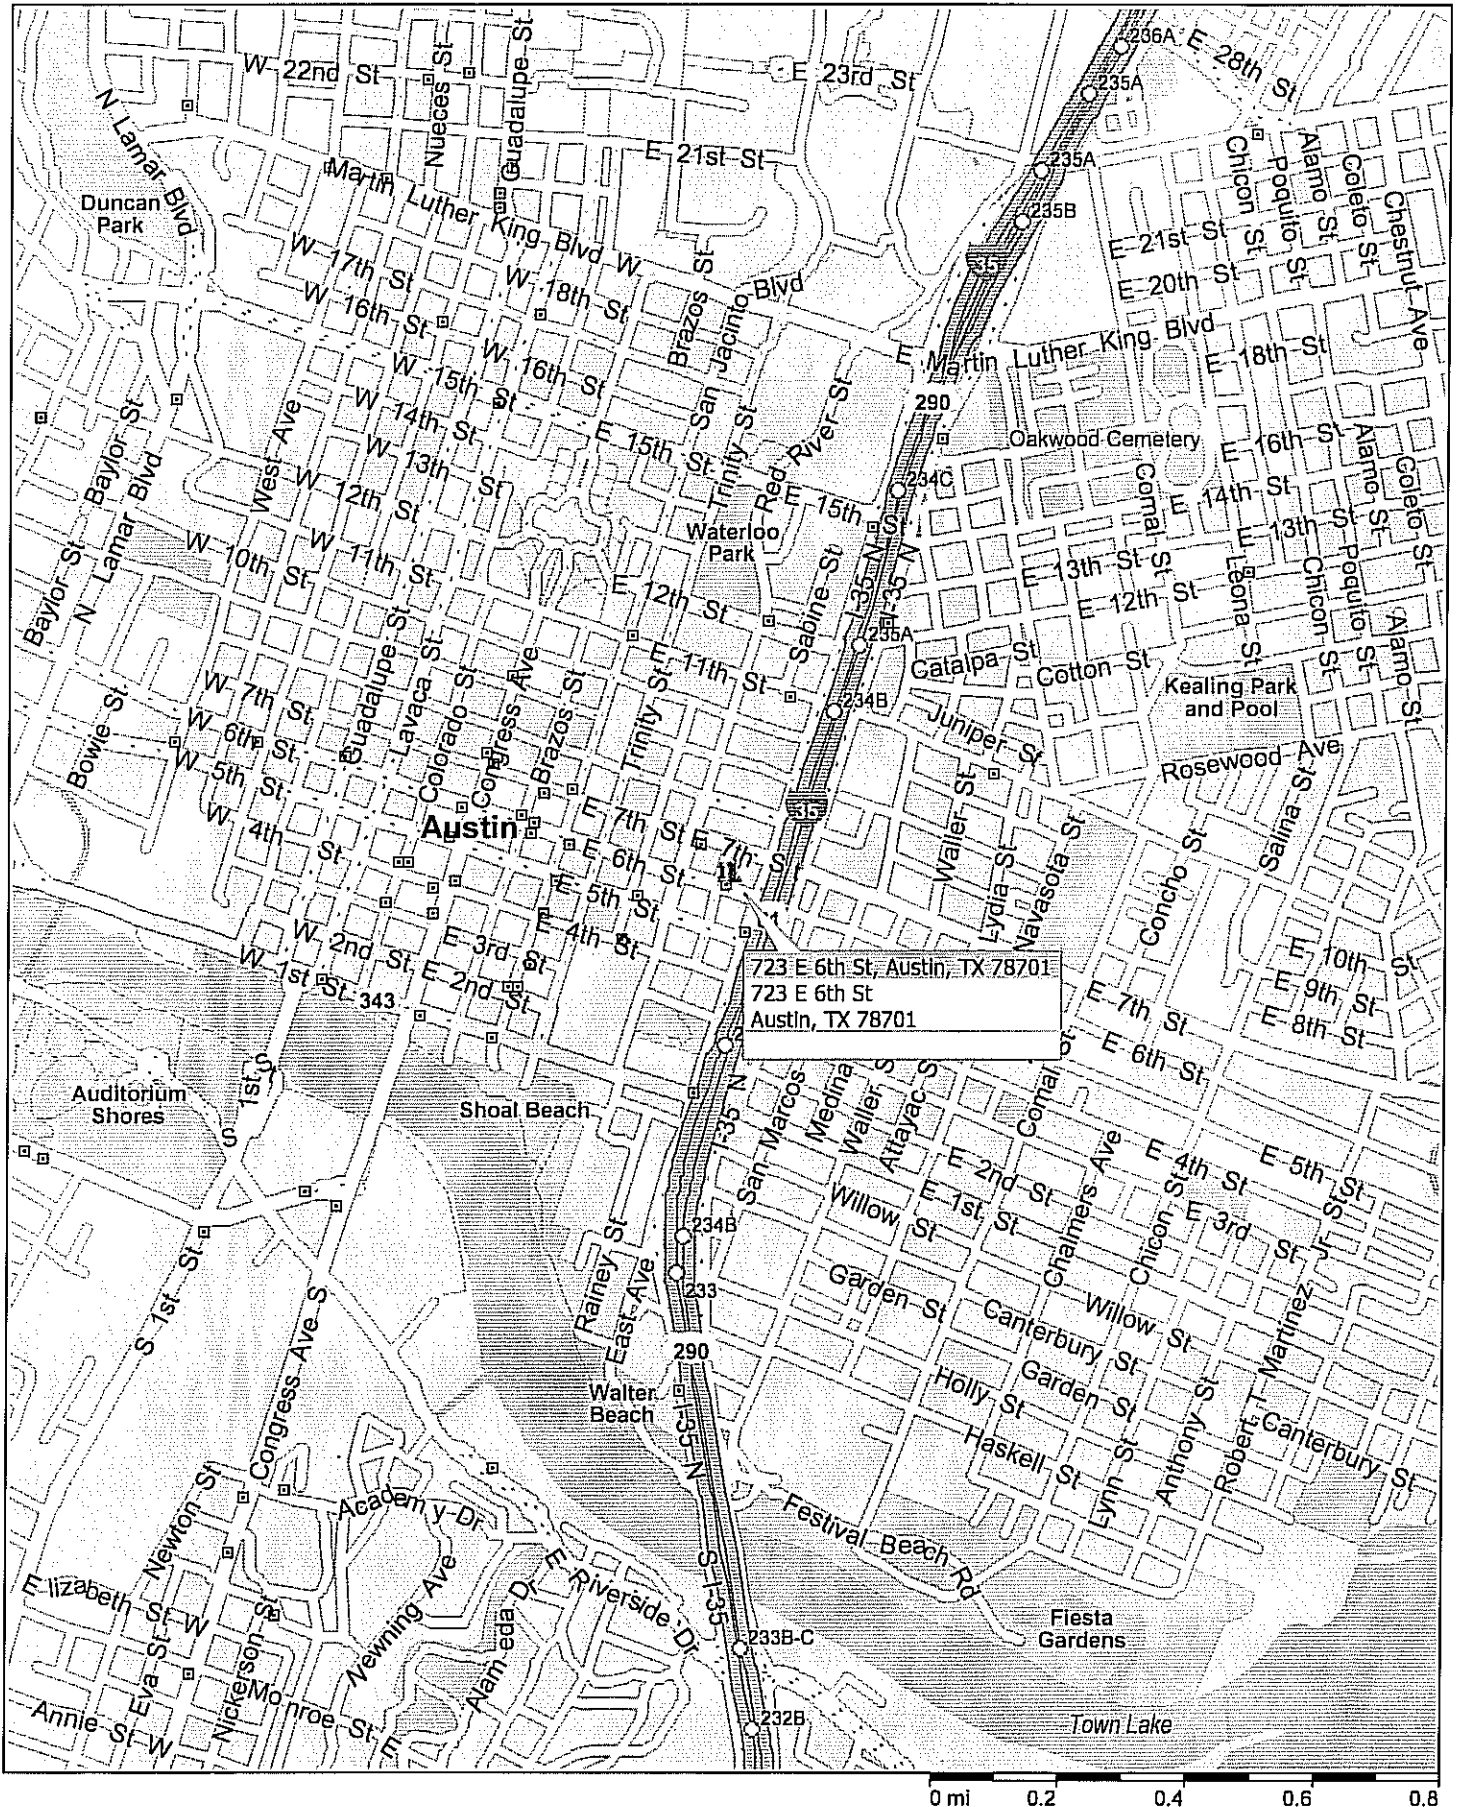 236A
E 28th St
W 22nd St
Nueces St
Guadalupe St
E 23rd St
235A
N Lamar Blvd
E 21st St
235A
Martin Luther King Blvd W
Duncan
Park
235B
Chicon St
Poquito St
Alamo St
Coleto St
Chestnut Ave
E 21st St
W 17th St
W 18th St
35
E 20th St
W 16th St
Brazos St
San Jacinto Blvd
E Martin Luther King Blvd
E 18th St
W 16th St
W 15th St
290
W 14th St
West Ave
Baylor St
Trinity St
Red River St
E 15th St
Oakwood Cemetery
E 16th St
Alamo St
Coleto St
W 13th St
234C
Comal St
E 14th St
W 12th St
E 15th St
N Lamar Blvd
Waterloo
Park
E 13th St
W 10th St
W 11th St
I-35 N
I-35 N
E 13th St
Baylor St
E 12th St
Sabine St
E 12th St
Leona St
Chicon St
Poquito St
Alamo St
235A
E 11th St
Catalpa St
Cotton St
Guadalupe St
Lavaca St
Colorado St
Congress Ave
Brazos St
Trinity St
W 7th St
234B
Kealing Park
and Pool
Bowie St
W 6th St
Juniper St
Rosewood Ave
W 5th St
35
Waller St
Salina St
W 4th St
Austin
E 7th St
E 7th St
Lydia St
Navasota St
Concho St
E 6th St
E 5th St
E 4th St
W 2nd St
E 3rd St
E 10th St
W 1st St
343
E 2nd St
723 E 6th St, Austin, TX 78701
723 E 6th St
Austin, TX 78701
E 9th St
E 7th St
E 8th St
E 6th St
1st St
S
Auditorium
Shores
Shoal Beach
I-35 N
San Marcos
Medina
Waller S
Attayac S
Comal St
E 2nd St
E 4th St
E 5th St
Willow St
E 1st St
Chalmers Ave
Chicon St
E 3rd St
234B
S 1st St
Rainey St
East Ave
233
Garden St
Canterbury St
Willow St
Robert T Martinez Jr St
Congress Ave S
290
Walter
Beach
I-35 N
Holly St
Garden St
Haskell St
Canterbury St
Lynn St
Anthony St
Newton St
Academy Dr
Festival Beach Rd
E Riverside Dr
S I-35
Elizabeth St W
Newning Ave
Alameda Dr
233B-C
Fiesta
Gardens
Eva St
Nickerson St
Monroe St E
Annie St W
232B
Town Lake
0 mi 0.2 0.4 0.6 0.8